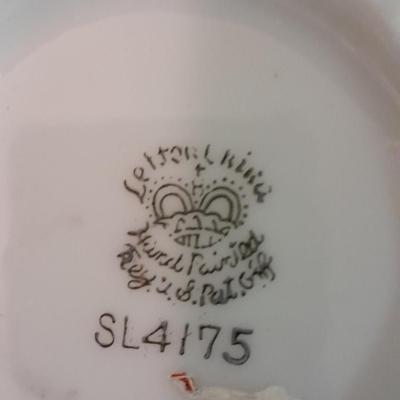 Lefton China
Hand Painted
Reg. U.S. Pat. Off.
SL4175